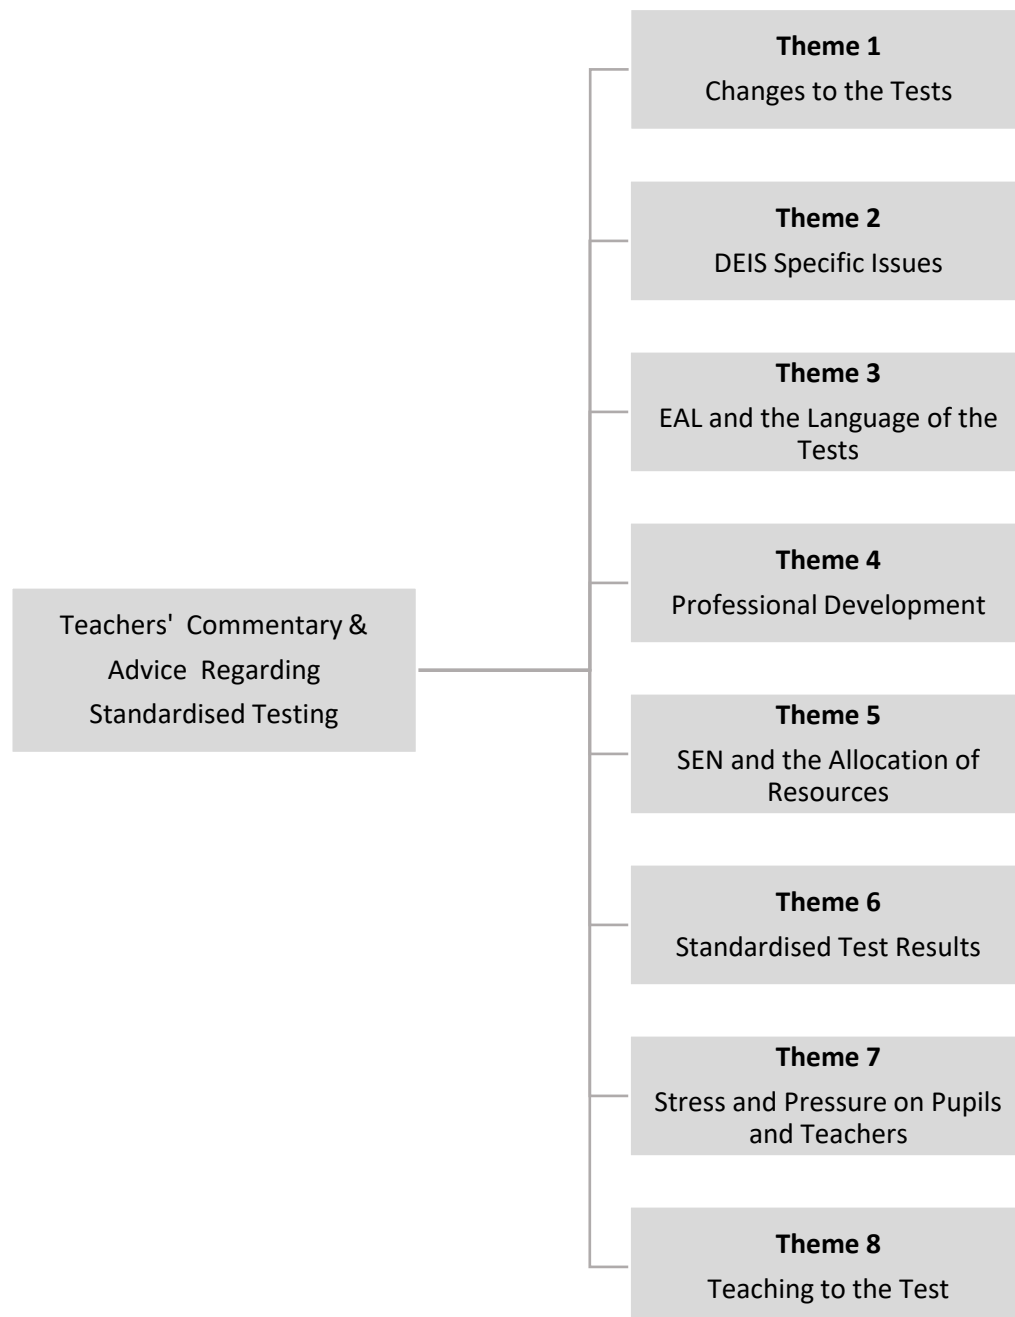 Theme 1
Changes to the Tests
Theme 2
DEIS Specific Issues
Theme 3
EAL and the Language of the
Tests
Theme 4
Professional Development
Teachers' Commentary &
Advice Regarding
Standardised Testing
Theme 5
SEN and the Allocation of
Resources
Theme 6
Standardised Test Results
Theme 7
Stress and Pressure on Pupils
and Teachers
Theme 8
Teaching to the Test